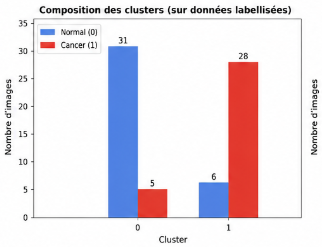 Composition des clusters (sur données labellisées)
Normal (0)
Cancer (1)
Nombre d'images
35
30
25
20
15
10
5
0
31
5
6
28
0
1
Cluster
Nombre d'images